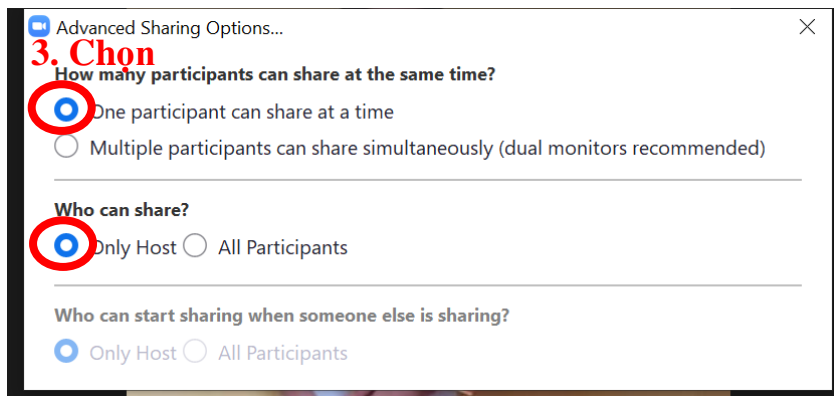 Advanced Sharing Options...
3. Chọn
How many participants can share at the same time?
One participant can share at a time
Multiple participants can share simultaneously (dual monitors recommended)
Who can share?
Only Host All Participants
Who can start sharing when someone else is sharing?
Only Host All Participants